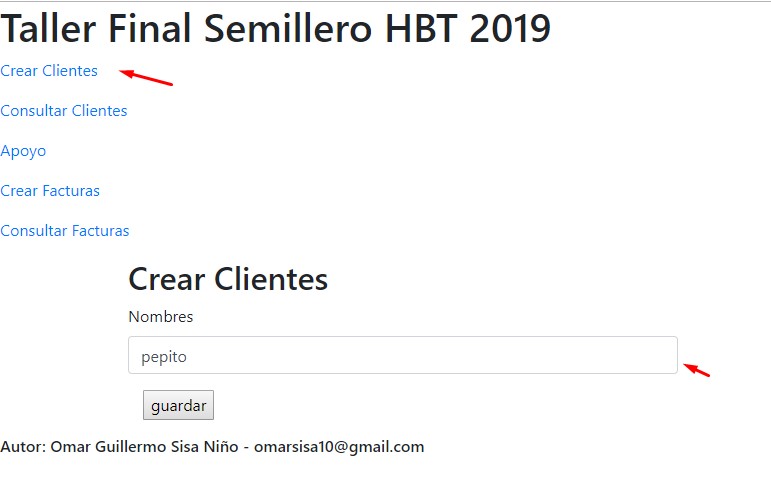 Taller Final Semillero HBT 2019
Crear Clientes
Consultar Clientes
Apoyo
Crear Facturas
Consultar Facturas
Crear Clientes
Nombres
pepito
guardar
Autor: Omar Guillermo Sisa Niño - omarsisa10@gmail.com